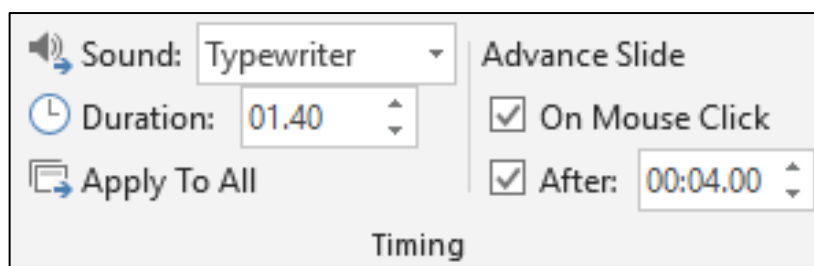 Sound: Typewriter
Duration: 01.40
Apply To All
Advance Slide
On Mouse Click
After: 00:04.00
Timing